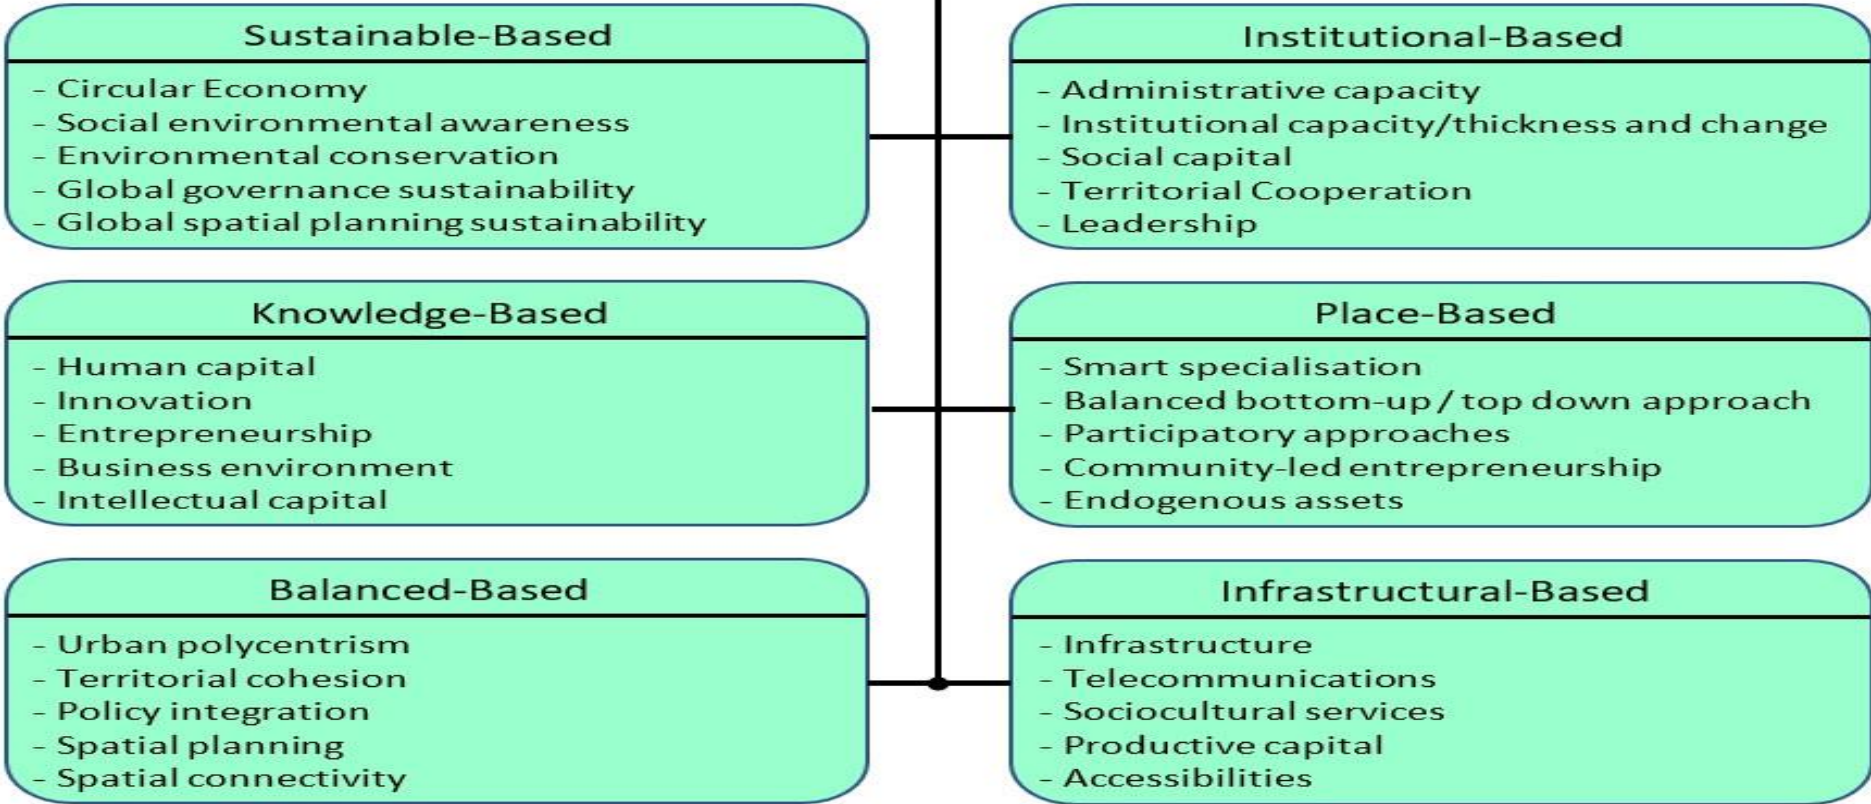 Sustainable-Based
- Circular Economy
- Social environmental awareness
- Environmental conservation
- Global governance sustainability
- Global spatial planning sustainability
Institutional-Based
- Administrative capacity
- Institutional capacity/thickness and change
- Social capital
- Territorial Cooperation
- Leadership
Knowledge-Based
- Human capital
- Innovation
- Entrepreneurship
- Business environment
- Intellectual capital
Place-Based
- Smart specialisation
- Balanced bottom-up / top down approach
- Participatory approaches
- Community-led entrepreneurship
- Endogenous assets
Balanced-Based
- Urban polycentrism
- Territorial cohesion
- Policy integration
- Spatial planning
- Spatial connectivity
Infrastructural-Based
- Infrastructure
- Telecommunications
- Sociocultural services
- Productive capital
- Accessibilities